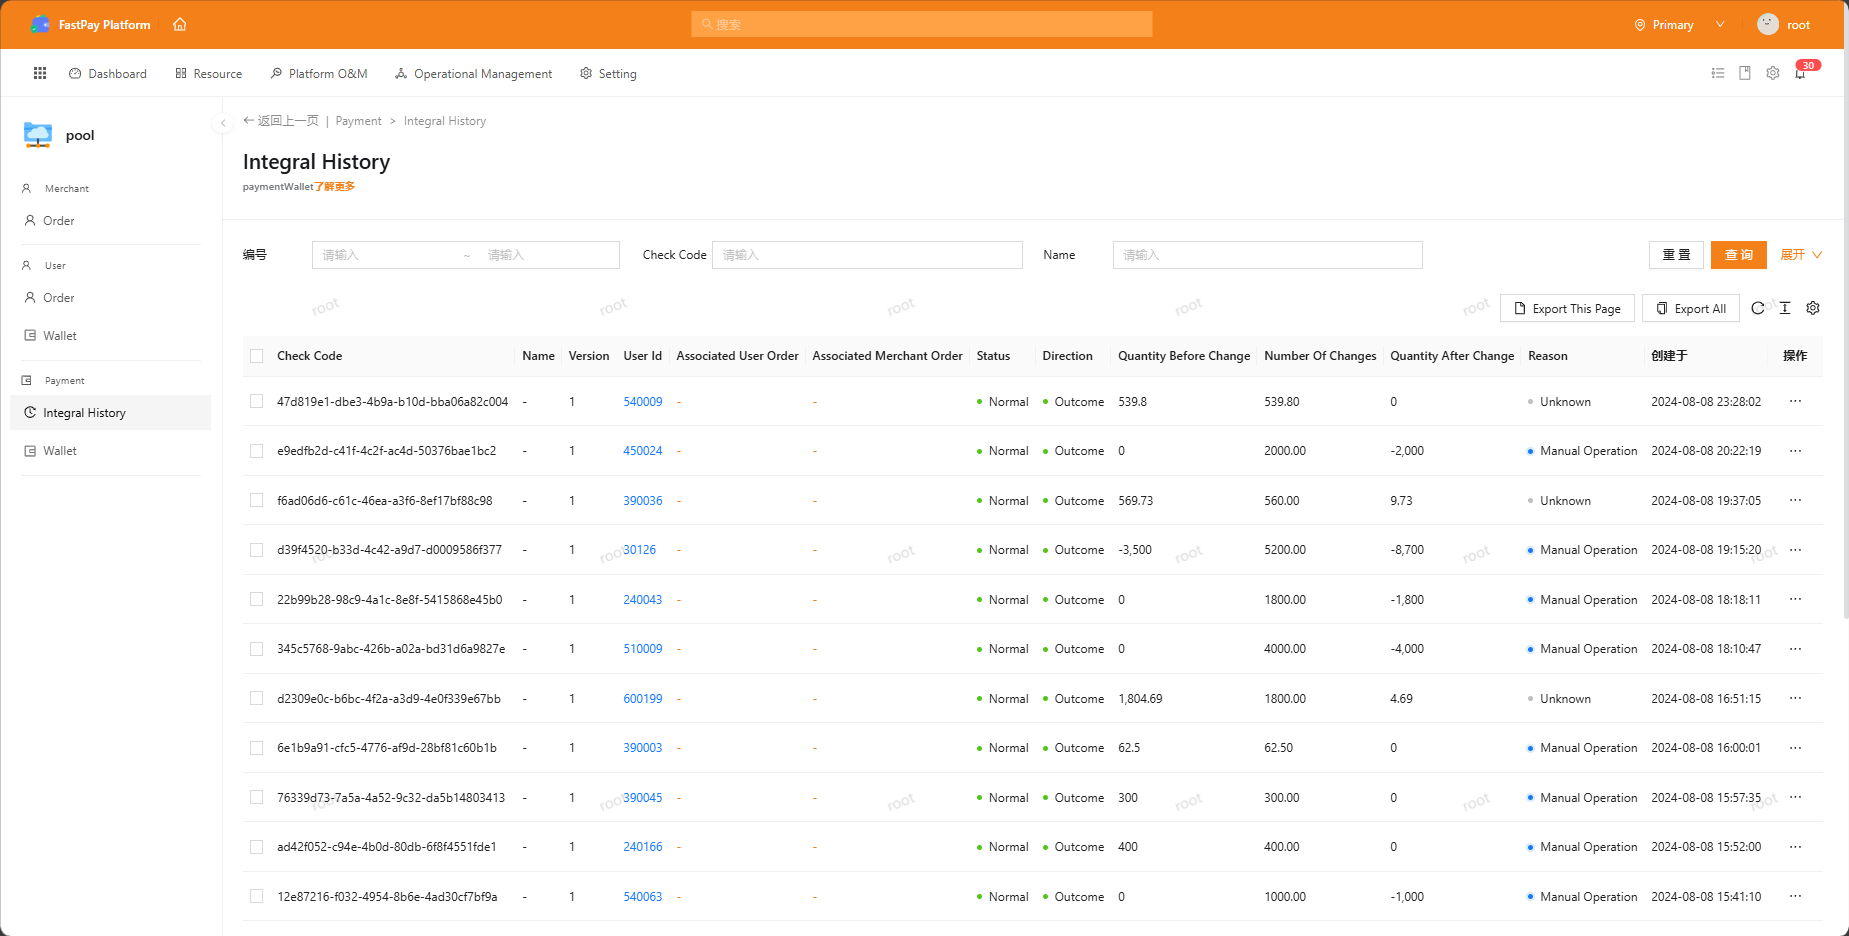 FastPay Platform
搜索
Primary
root
Dashboard Resource Platform O&M Operational Management Setting
30
pool
Merchant
Order
User
Order
Wallet
Payment
Integral History
Wallet
返回上一页 | Payment > Integral History
Integral History
paymentWallet了解更多
编号 请输入 ~ 请输入 Check Code 请输入 Name 请输入 重 置 查 询 展开
Export This Page Export All
Check Code Name Version User Id Associated User Order Associated Merchant Order Status Direction Quantity Before Change Number Of Changes Quantity After Change Reason 创建于 操作
47d819e1-dbe3-4b9a-b10d-bba06a82c004 - 1 540009 - - Normal Outcome 539.8 539.80 0 Unknown 2024-08-08 23:28:02 ···
e9edfb2d-c41f-4c2f-ac4d-50376bae1bc2 - 1 450024 - - Normal Outcome 0 2000.00 -2,000 Manual Operation 2024-08-08 20:22:19 ···
f6ad06d6-c61c-46ea-a3f6-8ef17bf88c98 - 1 390036 - - Normal Outcome 569.73 560.00 9.73 Unknown 2024-08-08 19:37:05 ···
d39f4520-b33d-4c42-a9d7-d0009586f377 - 1 30126 - - Normal Outcome -3,500 5200.00 -8,700 Manual Operation 2024-08-08 19:15:20 ···
22b99b28-98c9-4a1c-8e8f-5415868e45b0 - 1 240043 - - Normal Outcome 0 1800.00 -1,800 Manual Operation 2024-08-08 18:18:11 ···
345c5768-9abc-426b-a02a-bd31d6a9827e - 1 510009 - - Normal Outcome 0 4000.00 -4,000 Manual Operation 2024-08-08 18:10:47 ···
d2309e0c-b6bc-4f2a-a3d9-4e0f339e67bb - 1 600199 - - Normal Outcome 1,804.69 1800.00 4.69 Unknown 2024-08-08 16:51:15 ···
6e1b9a91-cfc5-4776-af9d-28bf81c60b1b - 1 390003 - - Normal Outcome 62.5 62.50 0 Manual Operation 2024-08-08 16:00:01 ···
76339d73-7a5a-4a52-9c32-da5b14803413 - 1 390045 - - Normal Outcome 300 300.00 0 Manual Operation 2024-08-08 15:57:35 ···
ad42f052-c94e-4b0d-80db-6f8f4551fde1 - 1 240166 - - Normal Outcome 400 400.00 0 Manual Operation 2024-08-08 15:52:00 ···
12e87216-f032-4954-8b6e-4ad30cf7bf9a - 1 540063 - - Normal Outcome 0 1000.00 -1,000 Manual Operation 2024-08-08 15:41:10 ···
root root root root root
root root root root root root
root root root root root root